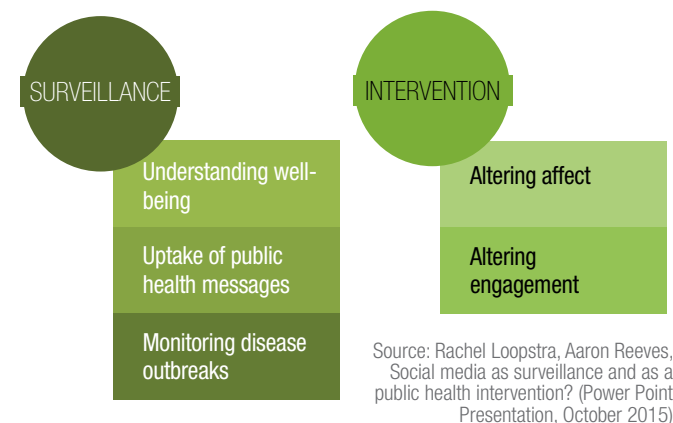 SURVEILLANCE
Understanding well-
being
Uptake of public
health messages
Monitoring disease
outbreaks
INTERVENTION
Altering affect
Altering
engagement
Source: Rachel Loopstra, Aaron Reeves,
Social media as surveillance and as a
public health intervention? (Power Point
Presentation, October 2015)